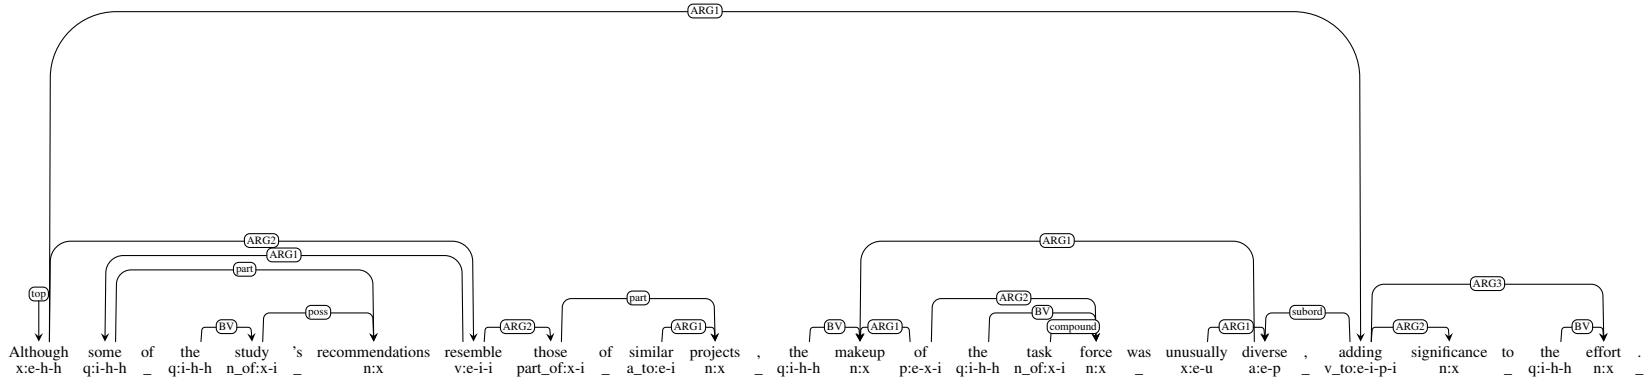 ARG1
ARG2 ARG1
ARG1
part
ARG3
top part ARG2
poss BV subord
BV ARG2 ARG1 BV ARG1 compound ARG1 ARG2 BV
Although some of the study 's recommendations resemble those of similar projects , the makeup of the task force was unusually diverse , adding significance to the effort .
x:e-h-h q:i-h-h _ q:i-h-h n_of:x-i _ n:x v:e-i-i part_of:x-i _ a_to:e-i n:x _ q:i-h-h n:x p:e-x-i q:i-h-h n_of:x-i n:x _ x:e-u a:e-p _ v_to:e-i-p-i n:x _ q:i-h-h n:x _